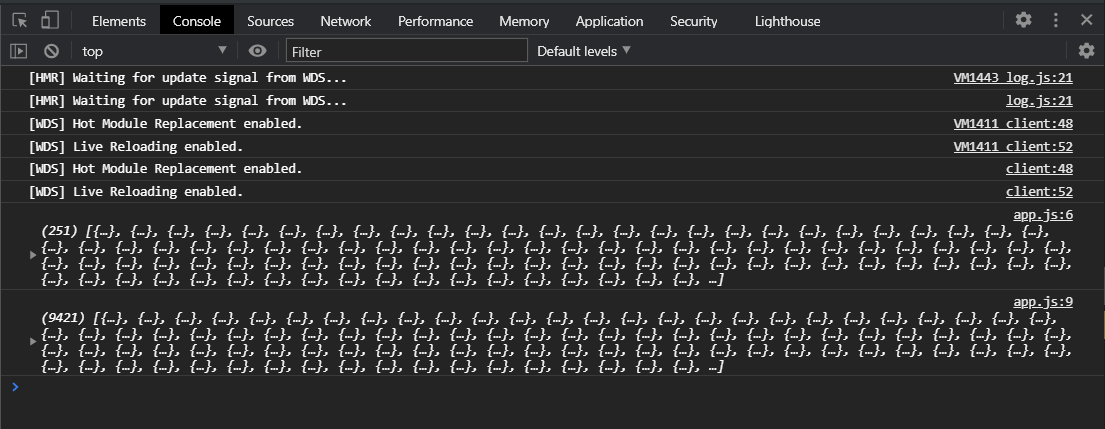 Elements Console Sources Network Performance Memory Application Security Lighthouse
top Filter Default levels
[HMR] Waiting for update signal from WDS... VM1443 log.js:21
[HMR] Waiting for update signal from WDS... log.js:21
[WDS] Hot Module Replacement enabled. VM1411 client:48
[WDS] Live Reloading enabled. VM1411 client:52
[WDS] Hot Module Replacement enabled. client:48
[WDS] Live Reloading enabled. client:52
app.js:6
(251) [{…}, {…}, {…}, {…}, {…}, {…}, {…}, {…}, {…}, {…}, {…}, {…}, {…}, {…}, {…}, {…}, {…}, {…}, {…}, {…}, {…}, {…}, {…}, {…}, {…}, {…},
{…}, {…}, {…}, {…}, {…}, {…}, {…}, {…}, {…}, {…}, {…}, {…}, {…}, {…}, {…}, {…}, {…}, {…}, {…}, {…}, {…}, {…}, {…}, {…}, {…}, {…}, {…}, {…},
{…}, {…}, {…}, {…}, {…}, {…}, {…}, {…}, {…}, {…}, {…}, {…}, {…}, {…}, {…}, {…}, {…}, {…}, {…}, {…}, {…}, {…}, {…}, {…}, {…}, {…}, {…}, {…},
{…}, {…}, {…}, {…}, {…}, {…}, {…}, {…}, {…}, {…}, {…}, {…}, {…}, {…}, {…}, {…}, {…}, {…}, …]
app.js:9
(9421) [{…}, {…}, {…}, {…}, {…}, {…}, {…}, {…}, {…}, {…}, {…}, {…}, {…}, {…}, {…}, {…}, {…}, {…}, {…}, {…}, {…}, {…}, {…}, {…}, {…}, {…},
{…}, {…}, {…}, {…}, {…}, {…}, {…}, {…}, {…}, {…}, {…}, {…}, {…}, {…}, {…}, {…}, {…}, {…}, {…}, {…}, {…}, {…}, {…}, {…}, {…}, {…}, {…}, {…},
{…}, {…}, {…}, {…}, {…}, {…}, {…}, {…}, {…}, {…}, {…}, {…}, {…}, {…}, {…}, {…}, {…}, {…}, {…}, {…}, {…}, {…}, {…}, {…}, {…}, {…}, {…}, {…},
{…}, {…}, {…}, {…}, {…}, {…}, {…}, {…}, {…}, {…}, {…}, {…}, {…}, {…}, {…}, {…}, {…}, {…}, …]